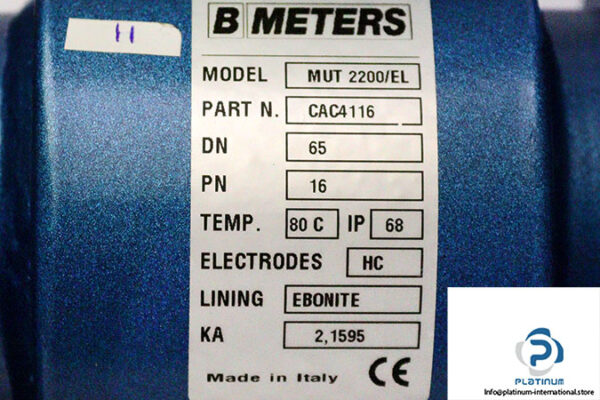 11
B METERS
MODEL MUT 2200/EL
PART N. CAC4116
DN 65
PN 16
TEMP. 80 C IP 68
ELECTRODES HC
LINING EBONITE
KA 2,1595
Made in Italy CE
P
PLATINUM
Info@platinum-international.store